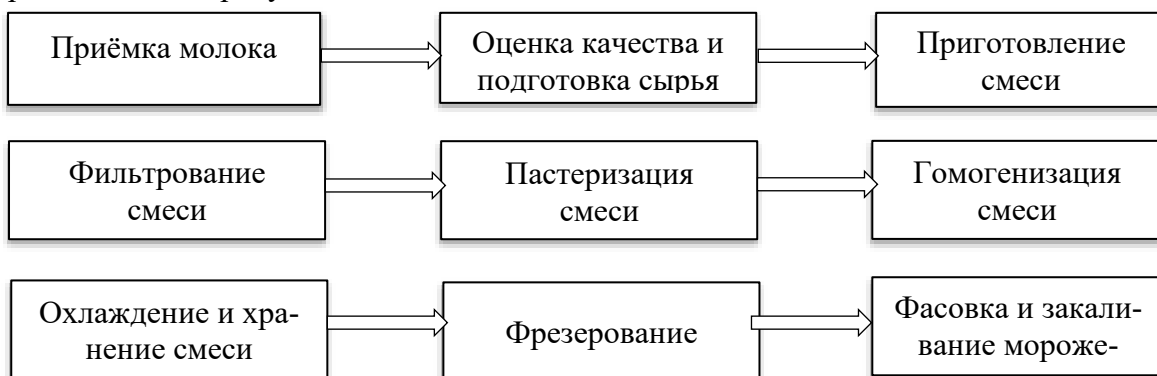 Приёмка молока
Оценка качества и
подготовка сырья
Приготовление
смеси
Фильтрование
смеси
Пастеризация
смеси
Гомогенизация
смеси
Охлаждение и хра-
нение смеси
Фрезерование
Фасовка и закали-
вание мороже-